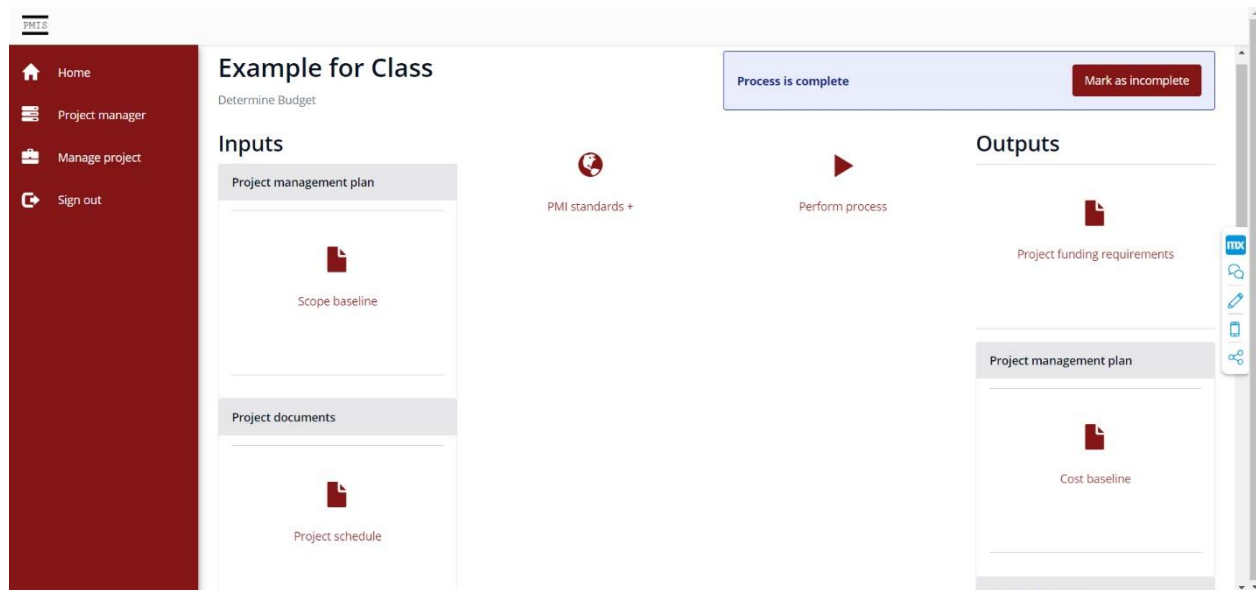 PMIS
Home
Project manager
Manage project
Sign out
Example for Class
Determine Budget
Process is complete
Mark as incomplete
Inputs
Project management plan
Scope baseline
Project documents
Project schedule
PMI standards +
Perform process
Outputs
Project funding requirements
Project management plan
Cost baseline
mx